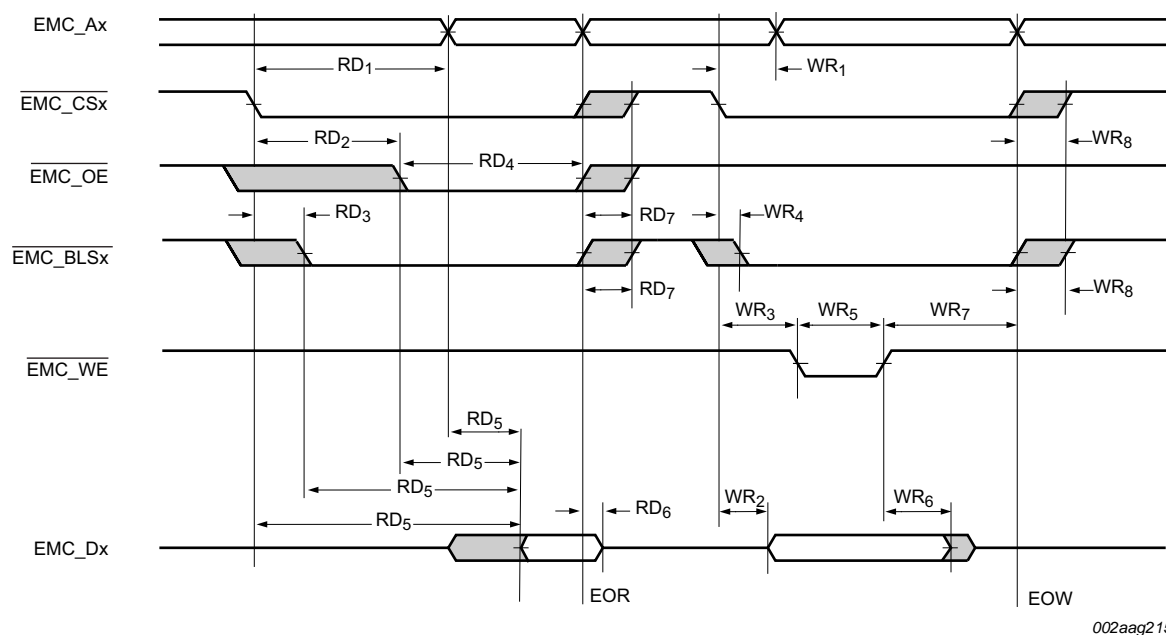 EMC_Ax
RD1
WR1
EMC_CSx
RD2
WR8
RD4
EMC_OE
RD3
RD7
WR4
EMC_BLSx
RD7
WR8
WR3
WR5
WR7
EMC_WE
RD5
RD5
RD5
RD6
WR2
WR6
RD5
EMC_Dx
EOR
EOW
002aag215